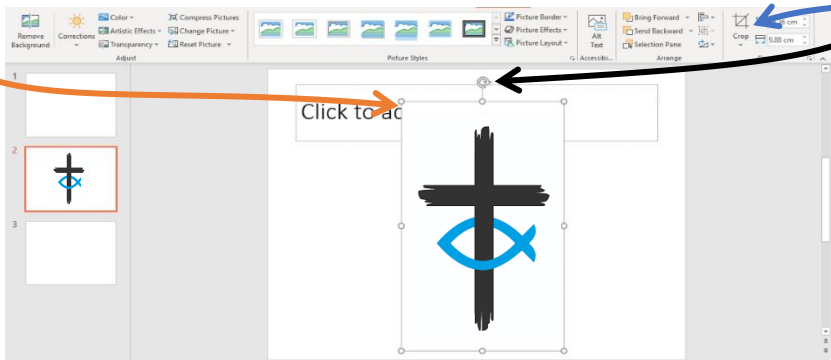 Remove
Background
Corrections
Color
Artistic Effects
Transparency
Compress Pictures
Change Picture
Reset Picture
Adjust
Picture Styles
Picture Border
Picture Effects
Picture Layout
Alt
Text
Accessibi...
Bring Forward
Send Backward
Selection Pane
Arrange
Crop
9.88 cm
1
2
3
Click to ad